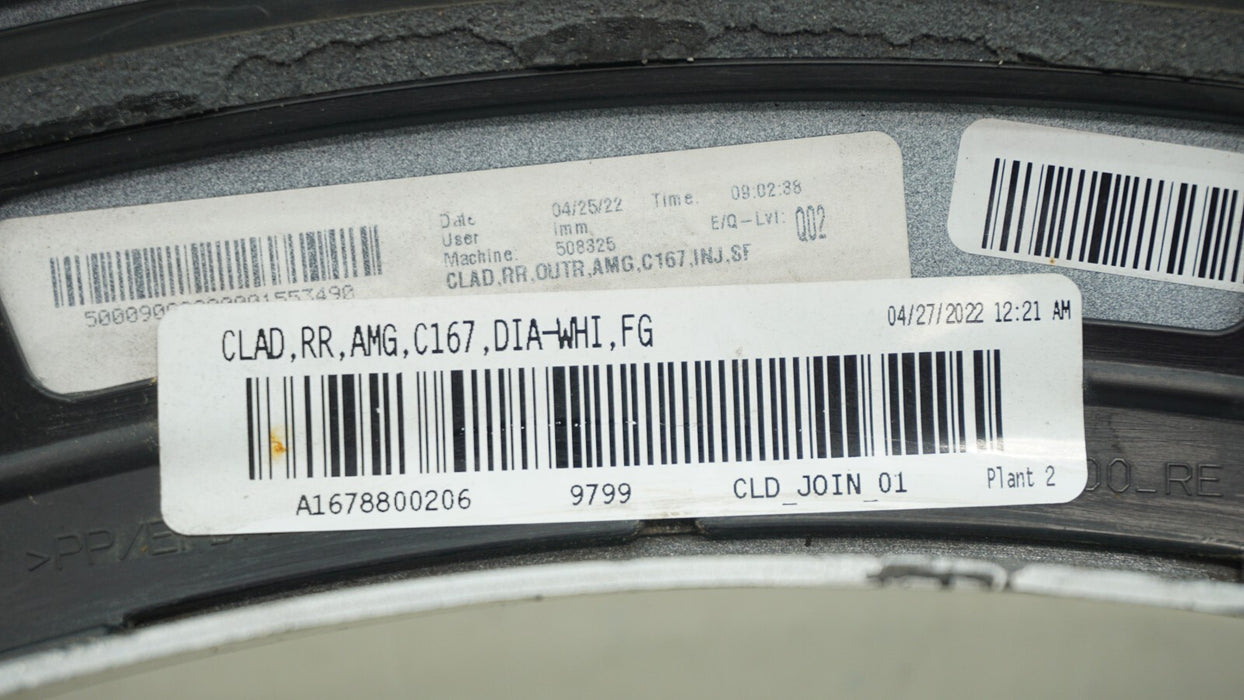 Date 04/25/22 Time: 09:02:38
User imm E/Q-Lvl: Q02
Machine: 508325
CLAD,RR,OUTR,AMG,C167,INJ,SF
CLAD,RR,AMG,C167,DIA-WHI,FG 04/27/2022 12:21 AM
A1678800206 9799 CLD_JOIN_01 Plant 2
_RE